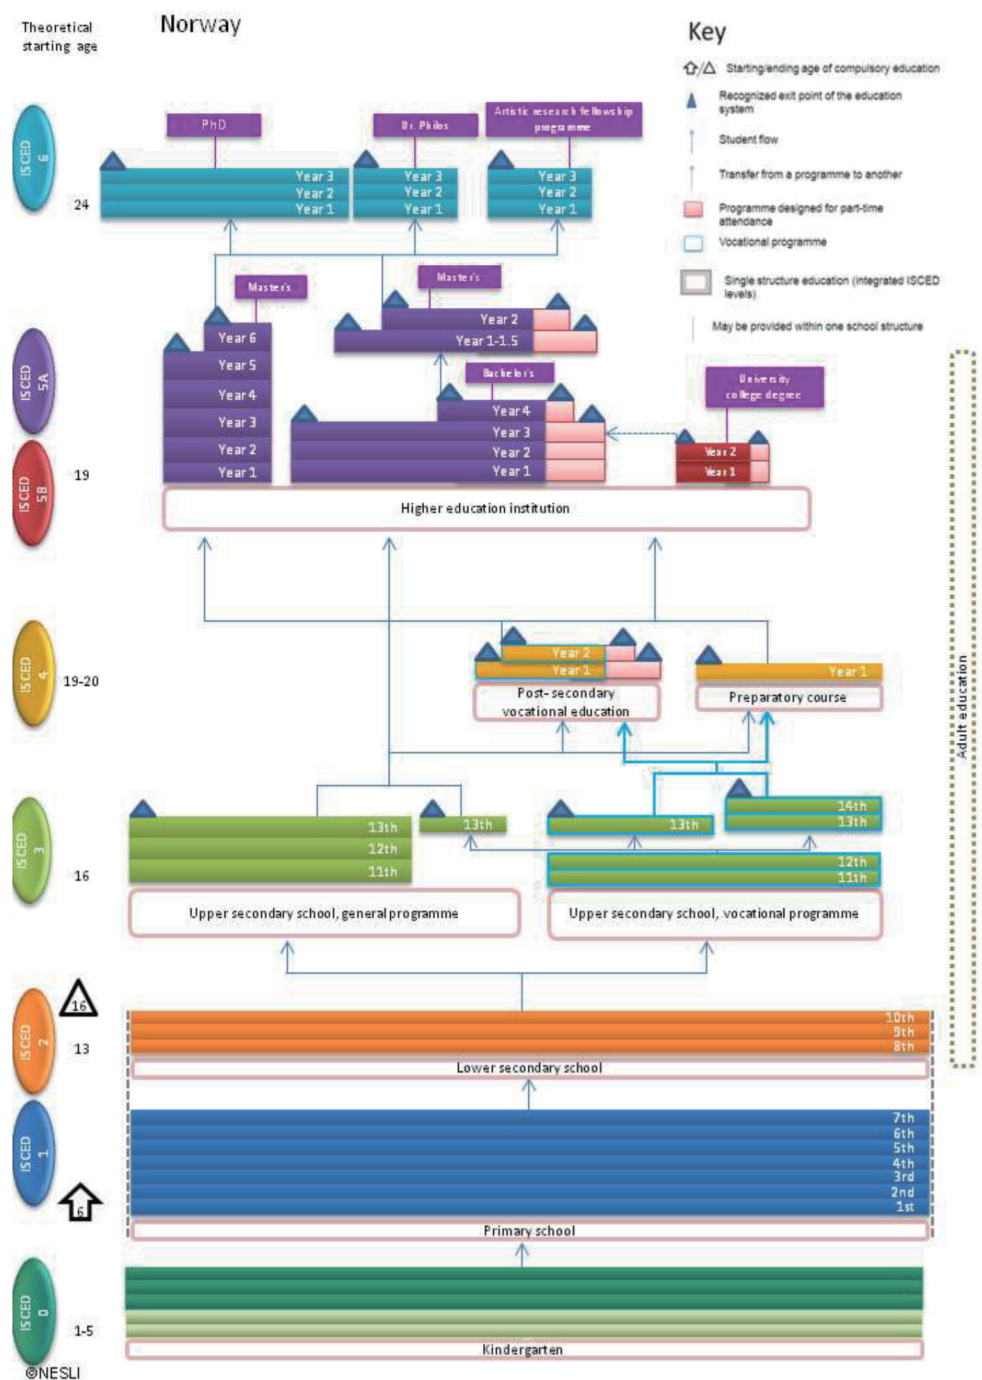 Theoretical
starting age
Norway
Key
Starting/ending age of compulsory education
Recognized exit point of the education
system
Student flow
Transfer from a programme to another
Programme designed for part-time
attendance
Vocational programme
Single structure education (integrated ISCED
levels)
May be provided within one school structure
ISCED
6
24
PhD
Dr. Philos
Artistic research fellowship
programme
Year 3
Year 2
Year 1
Year 3
Year 2
Year 1
Year 3
Year 2
Year 1
ISCED
5A
Master's
Year 6
Year 5
Year 4
Year 3
Year 2
Year 1
Master's
Year 2
Year 1-1.5
Bachelor's
Year 4
Year 3
Year 2
Year 1
University
college degree
Year 2
Year 1
ISCED
5B
19
Higher education institution
ISCED
4
19-20
Year 2
Year 1
Post- secondary
vocational education
Year 1
Preparatory course
Adult education
ISCED
3
16
13th
12th
11th
13th
Upper secondary school, general programme
13th
14th
13th
12th
11th
Upper secondary school, vocational programme
16
ISCED
2
13
10th
9th
8th
Lower secondary school
ISCED
1
6
7th
6th
5th
4th
3rd
2nd
1st
Primary school
ISCED
0
1-5
Kindergarten
©NESLI